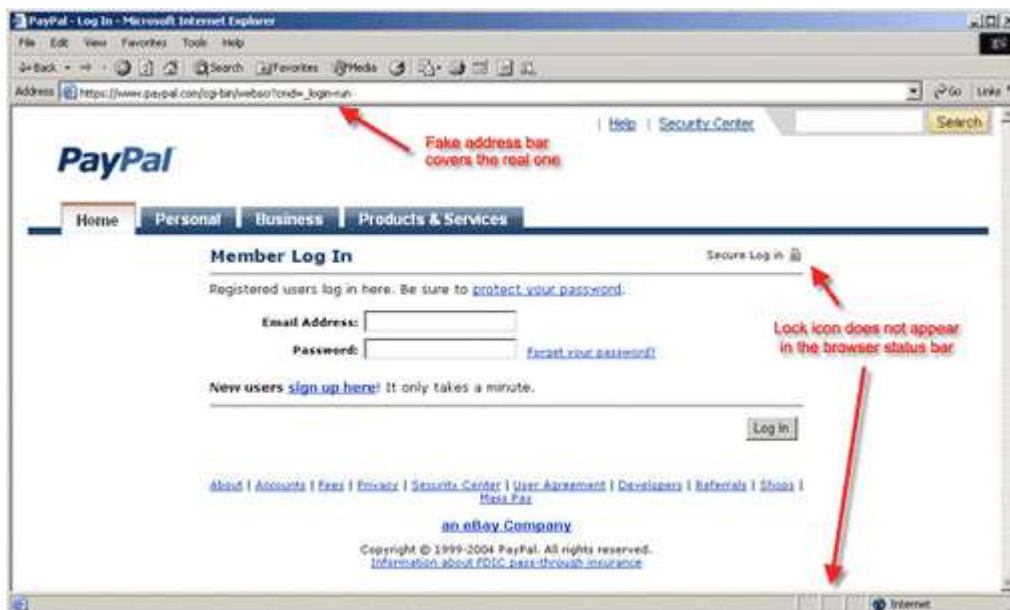 PayPal - Log In - Microsoft Internet Explorer
File Edit View Favorites Tools Help
Back Search Favorites Media
Address https://www.paypal.com/cgi-bin/webscr?cmd=_login-run Go Links
Fake address bar
covers the real one
| Help | Security Center Search
PayPal
Home Personal Business Products & Services
Member Log In Secure Log in
Registered users log in here. Be sure to protect your password.
Email Address:
Password: Forget your password?
Lock icon does not appear
in the browser status bar
New users sign up here! It only takes a minute.
Log In
About | Accounts | Fees | Privacy | Security Center | User Agreement | Developers | Referrals | Shops |
Mass Pay
an eBay Company
Copyright © 1999-2004 PayPal. All rights reserved.
Information about FDIC pass-through insurance
Internet